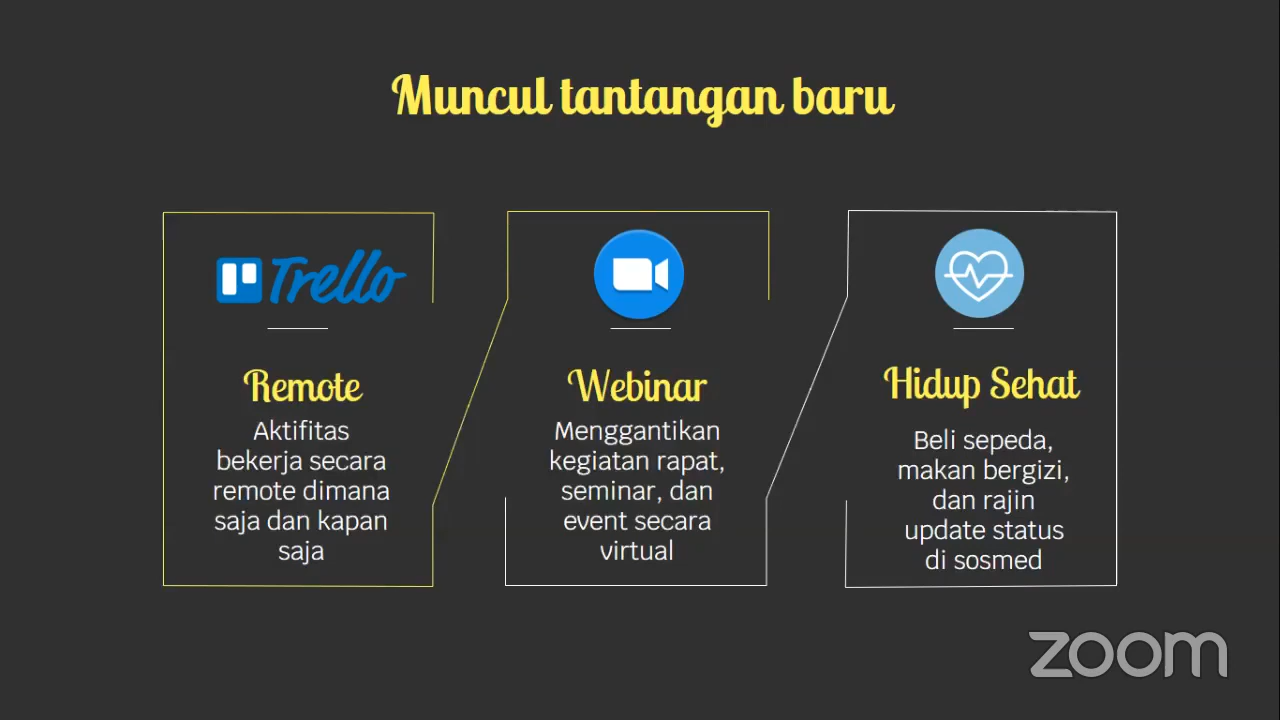 Muncul tantangan baru
Trello
Remote
Aktifitas
bekerja secara
remote dimana
saja dan kapan
saja
Webinar
Menggantikan
kegiatan rapat,
seminar, dan
event secara
virtual
Hidup Sehat
Beli sepeda,
makan bergizi,
dan rajin
update status
di sosmed
zoom